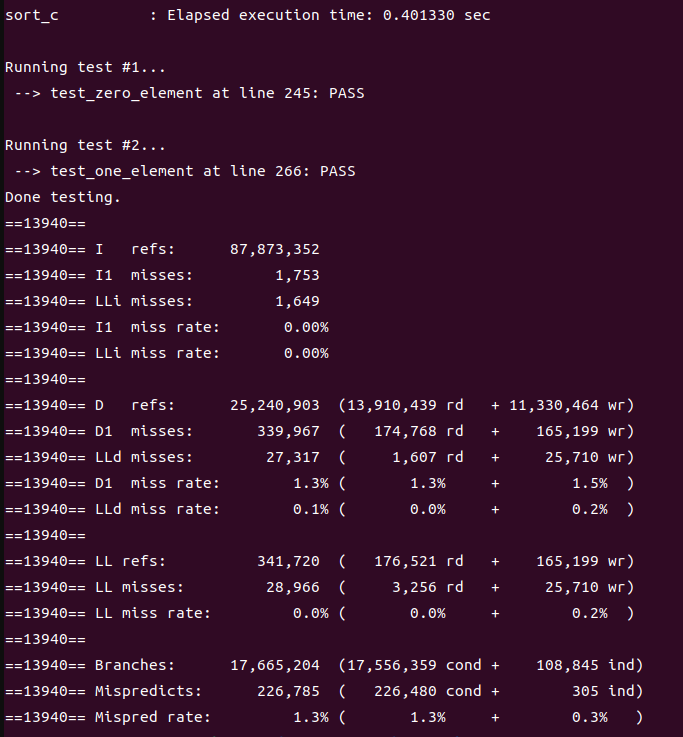 sort_c          : Elapsed execution time: 0.401330 sec

Running test #1...
 --> test_zero_element at line 245: PASS

Running test #2...
 --> test_one_element at line 266: PASS
Done testing.
==13940==
==13940== I   refs:      87,873,352
==13940== I1  misses:         1,753
==13940== LLi misses:         1,649
==13940== I1  miss rate:       0.00%
==13940== LLi miss rate:       0.00%
==13940==
==13940== D   refs:      25,240,903  (13,910,439 rd   + 11,330,464 wr)
==13940== D1  misses:       339,967  (   174,768 rd   +    165,199 wr)
==13940== LLd misses:        27,317  (     1,607 rd   +     25,710 wr)
==13940== D1  miss rate:        1.3% (       1.3%     +        1.5%  )
==13940== LLd miss rate:        0.1% (       0.0%     +        0.2%  )
==13940==
==13940== LL refs:          341,720  (   176,521 rd   +    165,199 wr)
==13940== LL misses:         28,966  (     3,256 rd   +     25,710 wr)
==13940== LL miss rate:         0.0% (       0.0%     +        0.2%  )
==13940==
==13940== Branches:      17,665,204  (17,556,359 cond +    108,845 ind)
==13940== Mispredicts:      226,785  (   226,480 cond +        305 ind)
==13940== Mispred rate:         1.3% (       1.3%     +        0.3%   )